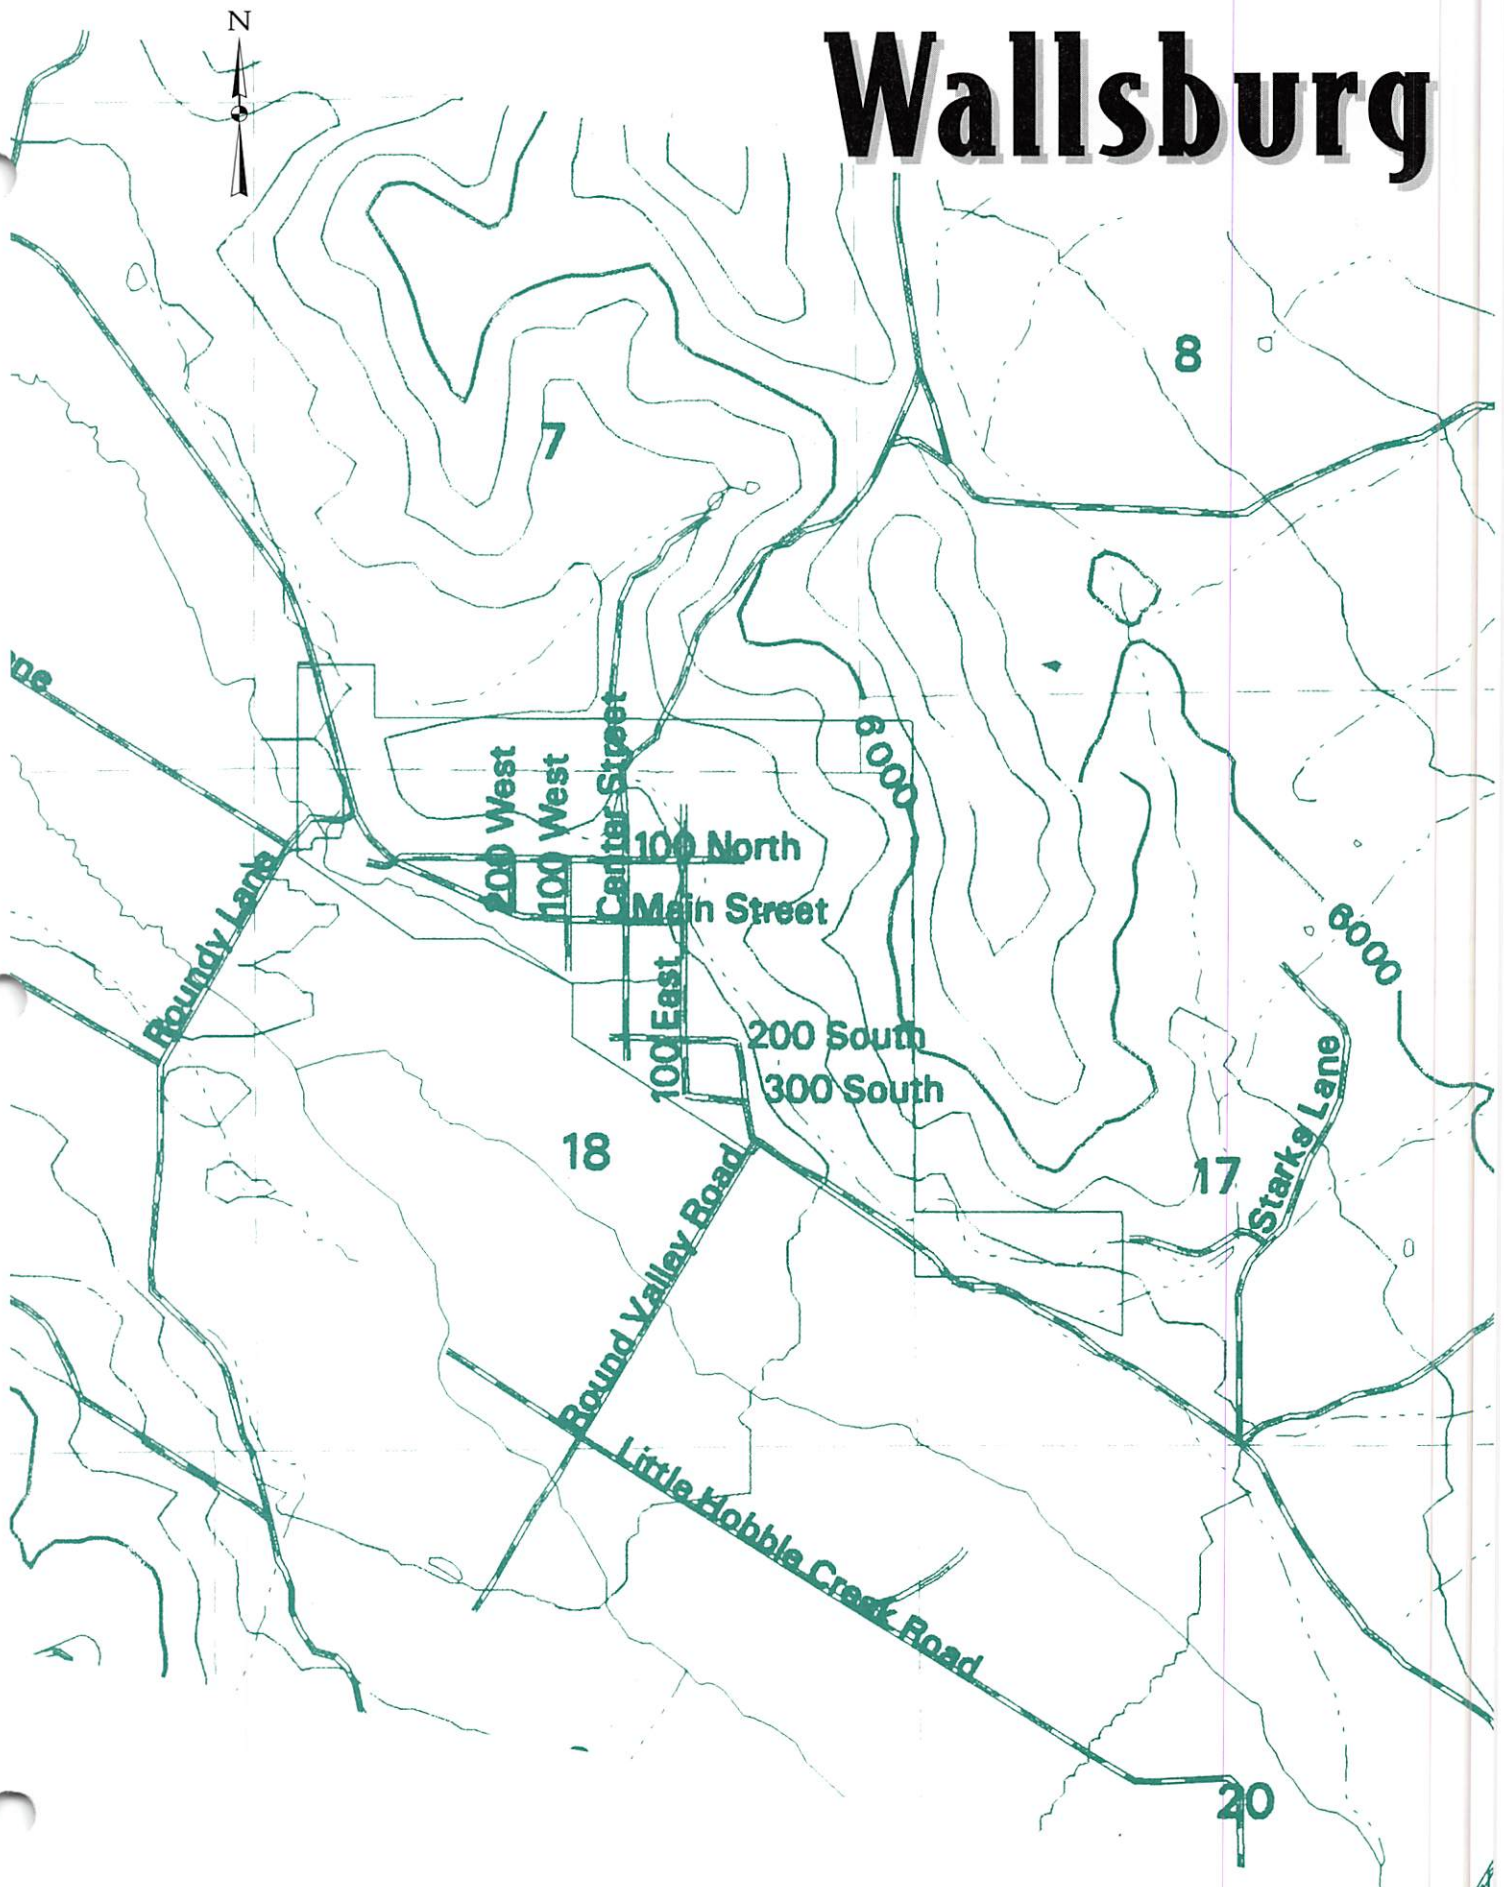 N
Wallsburg
8
7
6000
200 West
100 West
Center Street
100 North
Main Street
Roundy Lane
100 East
200 South
300 South
6000
Starks Lane
18
17
Round Valley Road
Little Hobble Creek Road
20